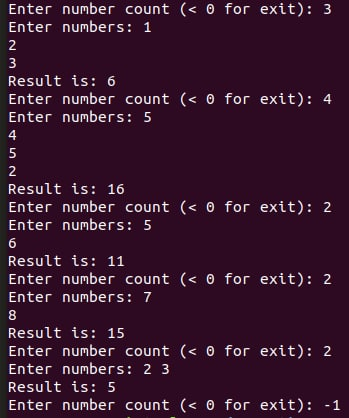 Enter number count (< 0 for exit): 3
Enter numbers: 1
2
3
Result is: 6
Enter number count (< 0 for exit): 4
Enter numbers: 5
4
5
2
Result is: 16
Enter number count (< 0 for exit): 2
Enter numbers: 5
6
Result is: 11
Enter number count (< 0 for exit): 2
Enter numbers: 7
8
Result is: 15
Enter number count (< 0 for exit): 2
Enter numbers: 2 3
Result is: 5
Enter number count (< 0 for exit): -1